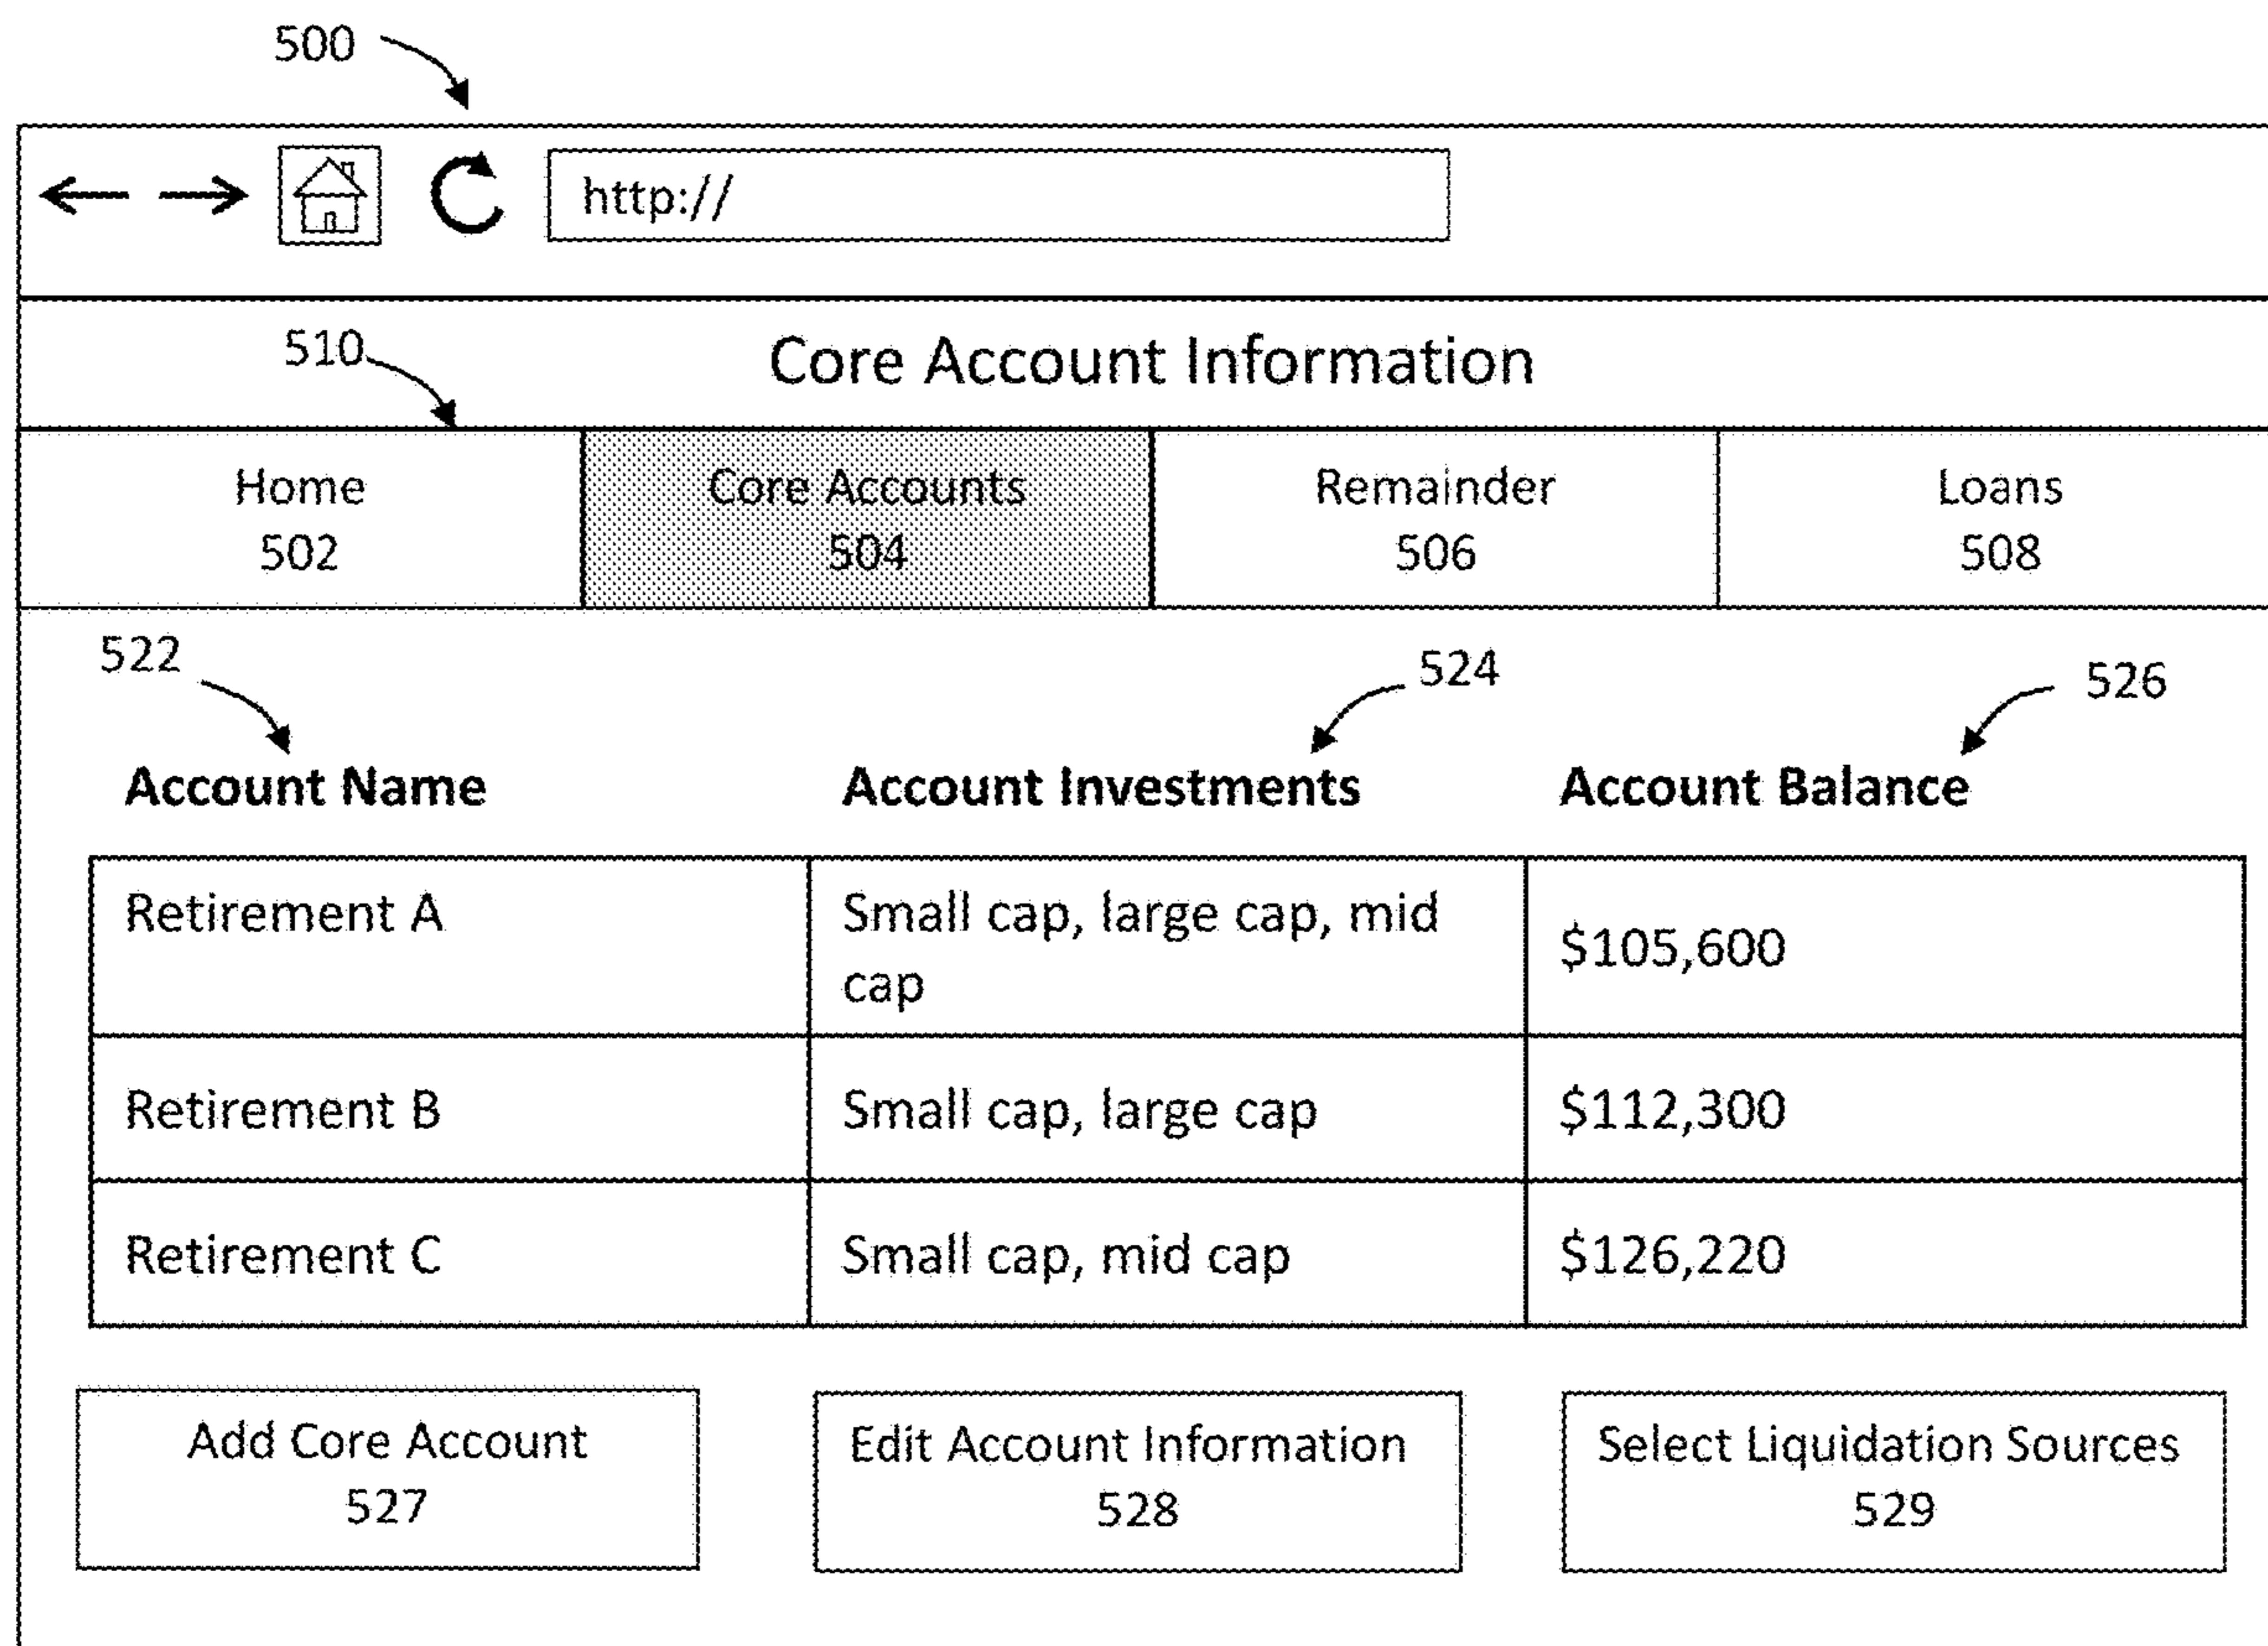 500
http://
510
Core Account Information
Home
502
Core Accounts
504
Remainder
506
Loans
508
522
524
526
Account Name
Account Investments
Account Balance
Retirement A
Small cap, large cap, mid
cap
$105,600
Retirement B
Small cap, large cap
$112,300
Retirement C
Small cap, mid cap
$126,220
Add Core Account
527
Edit Account Information
528
Select Liquidation Sources
529